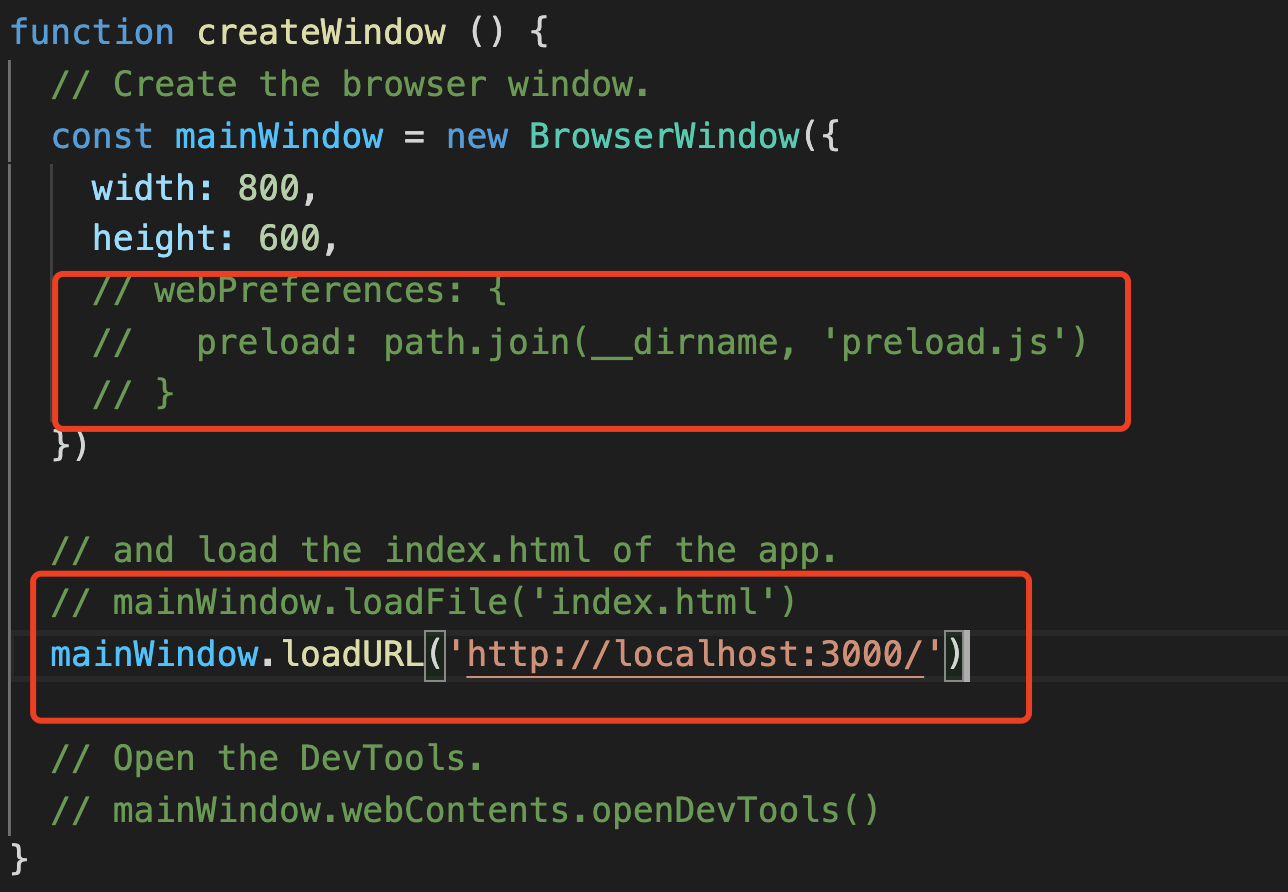 function createWindow () {
  // Create the browser window.
  const mainWindow = new BrowserWindow({
    width: 800,
    height: 600,
    // webPreferences: {
    //   preload: path.join(__dirname, 'preload.js')
    // }
  })

  // and load the index.html of the app.
  // mainWindow.loadFile('index.html')
  mainWindow.loadURL('http://localhost:3000/')

  // Open the DevTools.
  // mainWindow.webContents.openDevTools()
}